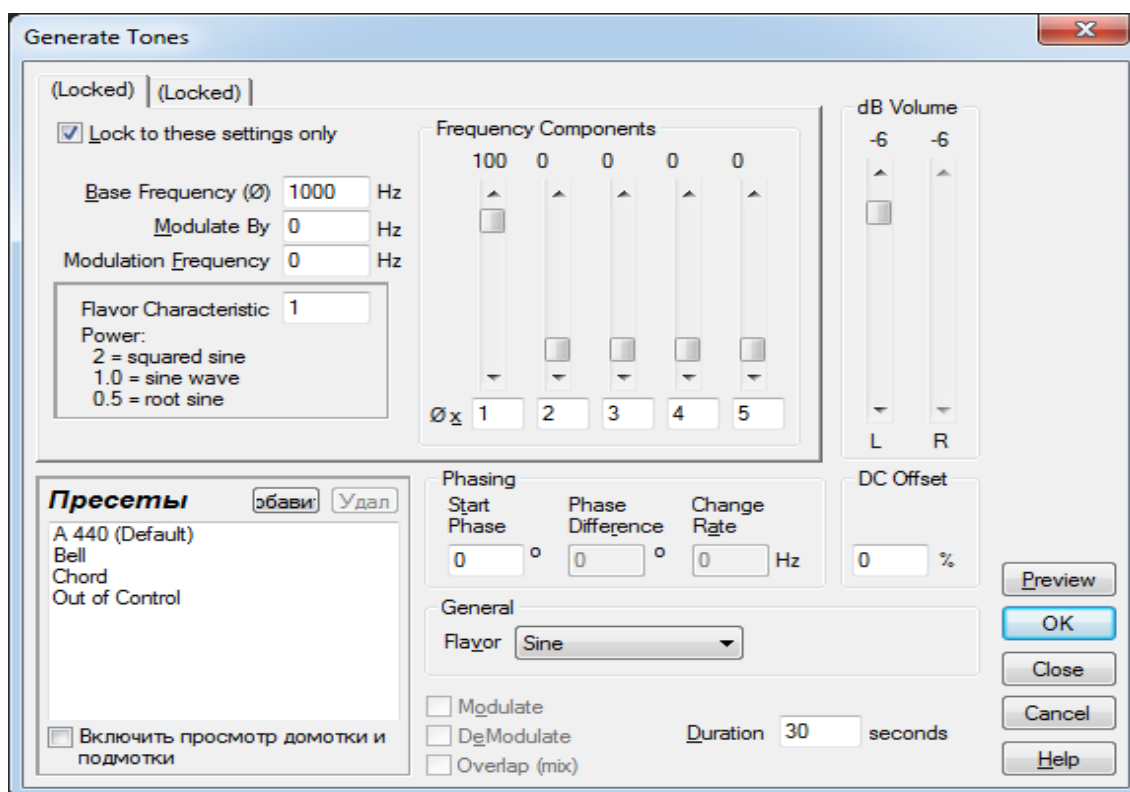 Generate Tones
(Locked) (Locked)
Lock to these settings only
Base Frequency (Ø) 1000 Hz
Modulate By 0 Hz
Modulation Frequency 0 Hz
Flavor Characteristic 1
Power:
2 = squared sine
1.0 = sine wave
0.5 = root sine
Frequency Components
100 0 0 0 0
Ø x 1 2 3 4 5
dB Volume
-6 -6
L R
Пресеты обави Удал
A 440 (Default)
Bell
Chord
Out of Control
Включить просмотр домотки и
подмотки
Phasing
Start Phase Difference Change Rate
0 ° 0 ° 0 Hz
DC Offset
0 %
General
Flavor Sine
Modulate
DeModulate
Overlap (mix)
Duration 30 seconds
Preview
OK
Close
Cancel
Help